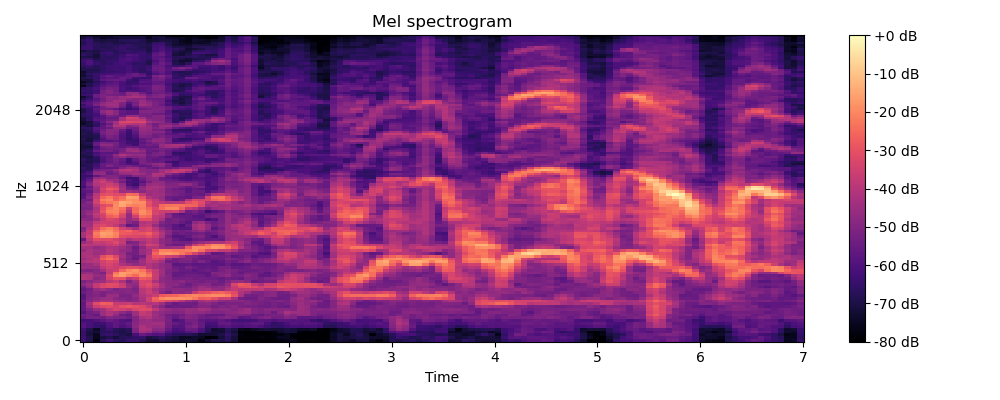 Mel spectrogram
+0 dB
-10 dB
-20 dB
-30 dB
-40 dB
-50 dB
-60 dB
-70 dB
-80 dB
Hz
2048
1024
512
0
0 1 2 3 4 5 6 7
Time